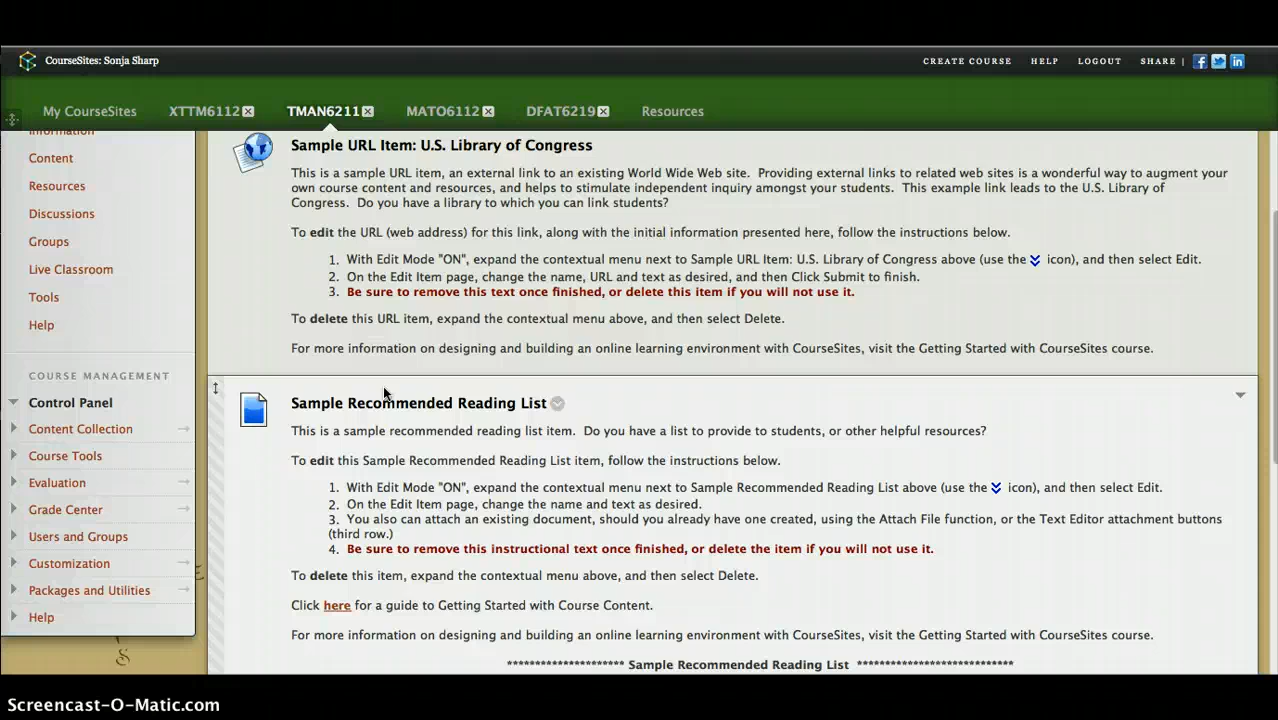 CourseSites: Sonja Sharp
CREATE COURSE HELP LOGOUT SHARE |
My CourseSites XTTM6112 TMAN6211 MATO6112 DFAT6219 Resources
Information
Content
Resources
Discussions
Groups
Live Classroom
Tools
Help
COURSE MANAGEMENT
Control Panel
Content Collection
Course Tools
Evaluation
Grade Center
Users and Groups
Customization
Packages and Utilities
Help
Sample URL Item: U.S. Library of Congress
This is a sample URL item, an external link to an existing World Wide Web site. Providing external links to related web sites is a wonderful way to augment your
own course content and resources, and helps to stimulate independent inquiry amongst your students. This example link leads to the U.S. Library of
Congress. Do you have a library to which you can link students?
To edit the URL (web address) for this link, along with the initial information presented here, follow the instructions below.
1. With Edit Mode "ON", expand the contextual menu next to Sample URL Item: U.S. Library of Congress above (use the icon), and then select Edit.
2. On the Edit Item page, change the name, URL and text as desired, and then Click Submit to finish.
3. Be sure to remove this text once finished, or delete this item if you will not use it.
To delete this URL item, expand the contextual menu above, and then select Delete.
For more information on designing and building an online learning environment with CourseSites, visit the Getting Started with CourseSites course.
Sample Recommended Reading List
This is a sample recommended reading list item. Do you have a list to provide to students, or other helpful resources?
To edit this Sample Recommended Reading List item, follow the instructions below.
1. With Edit Mode "ON", expand the contextual menu next to Sample Recommended Reading List above (use the icon), and then select Edit.
2. On the Edit Item page, change the name and text as desired.
3. You also can attach an existing document, should you already have one created, using the Attach File function, or the Text Editor attachment buttons
(third row.)
4. Be sure to remove this instructional text once finished, or delete the item if you will not use it.
To delete this item, expand the contextual menu above, and then select Delete.
Click here for a guide to Getting Started with Course Content.
For more information on designing and building an online learning environment with CourseSites, visit the Getting Started with CourseSites course.
********************* Sample Recommended Reading List ****************************
Screencast-O-Matic.com